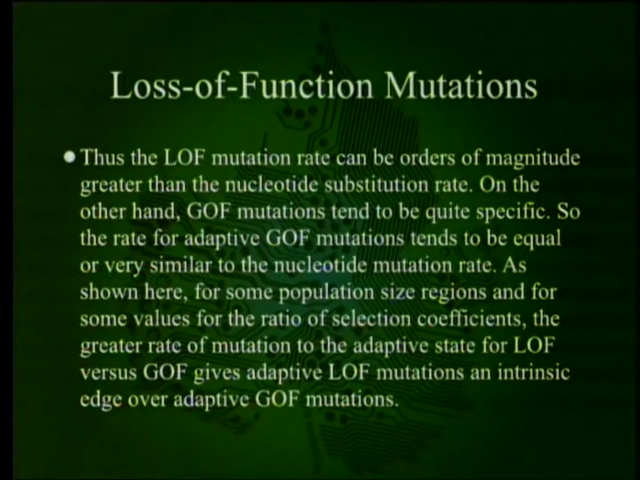 Loss-of-Function Mutations
Thus the LOF mutation rate can be orders of magnitude
greater than the nucleotide substitution rate. On the
other hand, GOF mutations tend to be quite specific. So
the rate for adaptive GOF mutations tends to be equal
or very similar to the nucleotide mutation rate. As
shown here, for some population size regions and for
some values for the ratio of selection coefficients, the
greater rate of mutation to the adaptive state for LOF
versus GOF gives adaptive LOF mutations an intrinsic
edge over adaptive GOF mutations.